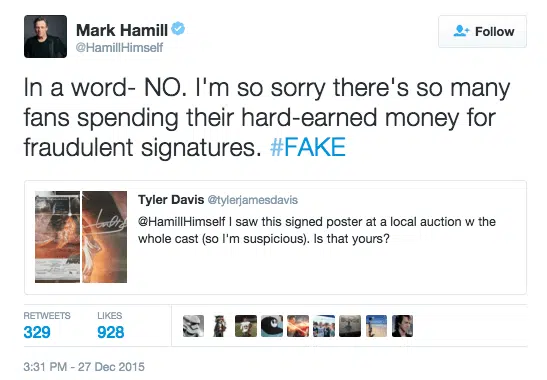 Mark Hamill
@HamillHimself
Follow
In a word- NO. I'm so sorry there's so many
fans spending their hard-earned money for
fraudulent signatures. #FAKE
Tyler Davis @tylerjamesdavis
@HamillHimself I saw this signed poster at a local auction w the
whole cast (so I'm suspicious). Is that yours?
RETWEETS LIKES
329 928
3:31 PM - 27 Dec 2015